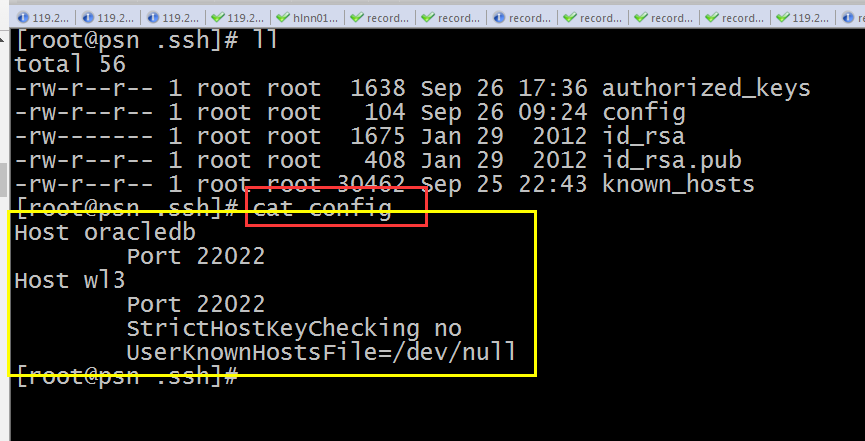 119.2... 119.2... 119.2... 119.2... hlnn01... record... record... record... record... record... record... 119.2... re
[root@psn .ssh]# ll
total 56
-rw-r--r-- 1 root root  1638 Sep 26 17:36 authorized_keys
-rw-r--r-- 1 root root   104 Sep 26 09:24 config
-rw------- 1 root root  1675 Jan 29  2012 id_rsa
-rw-r--r-- 1 root root   408 Jan 29  2012 id_rsa.pub
-rw-r--r-- 1 root root 30462 Sep 25 22:43 known_hosts
[root@psn .ssh]# cat config
Host oracledb
        Port 22022
Host wl3
        Port 22022
        StrictHostKeyChecking no
        UserKnownHostsFile=/dev/null
[root@psn .ssh]#